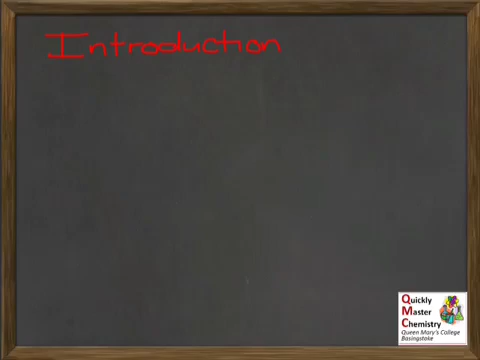 Introduction
Quickly
Master
Chemistry
Queen Mary's College
Basingstoke